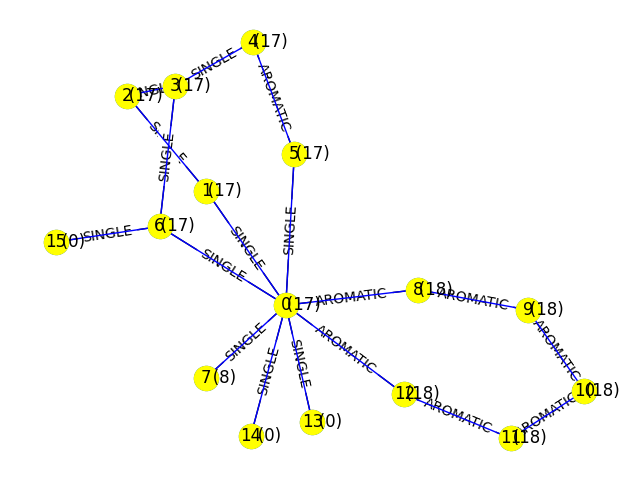 4(17)
SINGLE
3(17)
2(17)
AROMATIC
SINGLE
5(17)
1(17)
6(17)
SINGLE
15(0)
SINGLE
SINGLE
SINGLE
SINGLE
0(17)
AROMATIC
8(18)
AROMATIC
9(18)
SINGLE
AROMATIC
AROMATIC
7(8)
SINGLE
SINGLE
12(18)
AROMATIC
10(18)
AROMATIC
13(0)
14(0)
11(18)